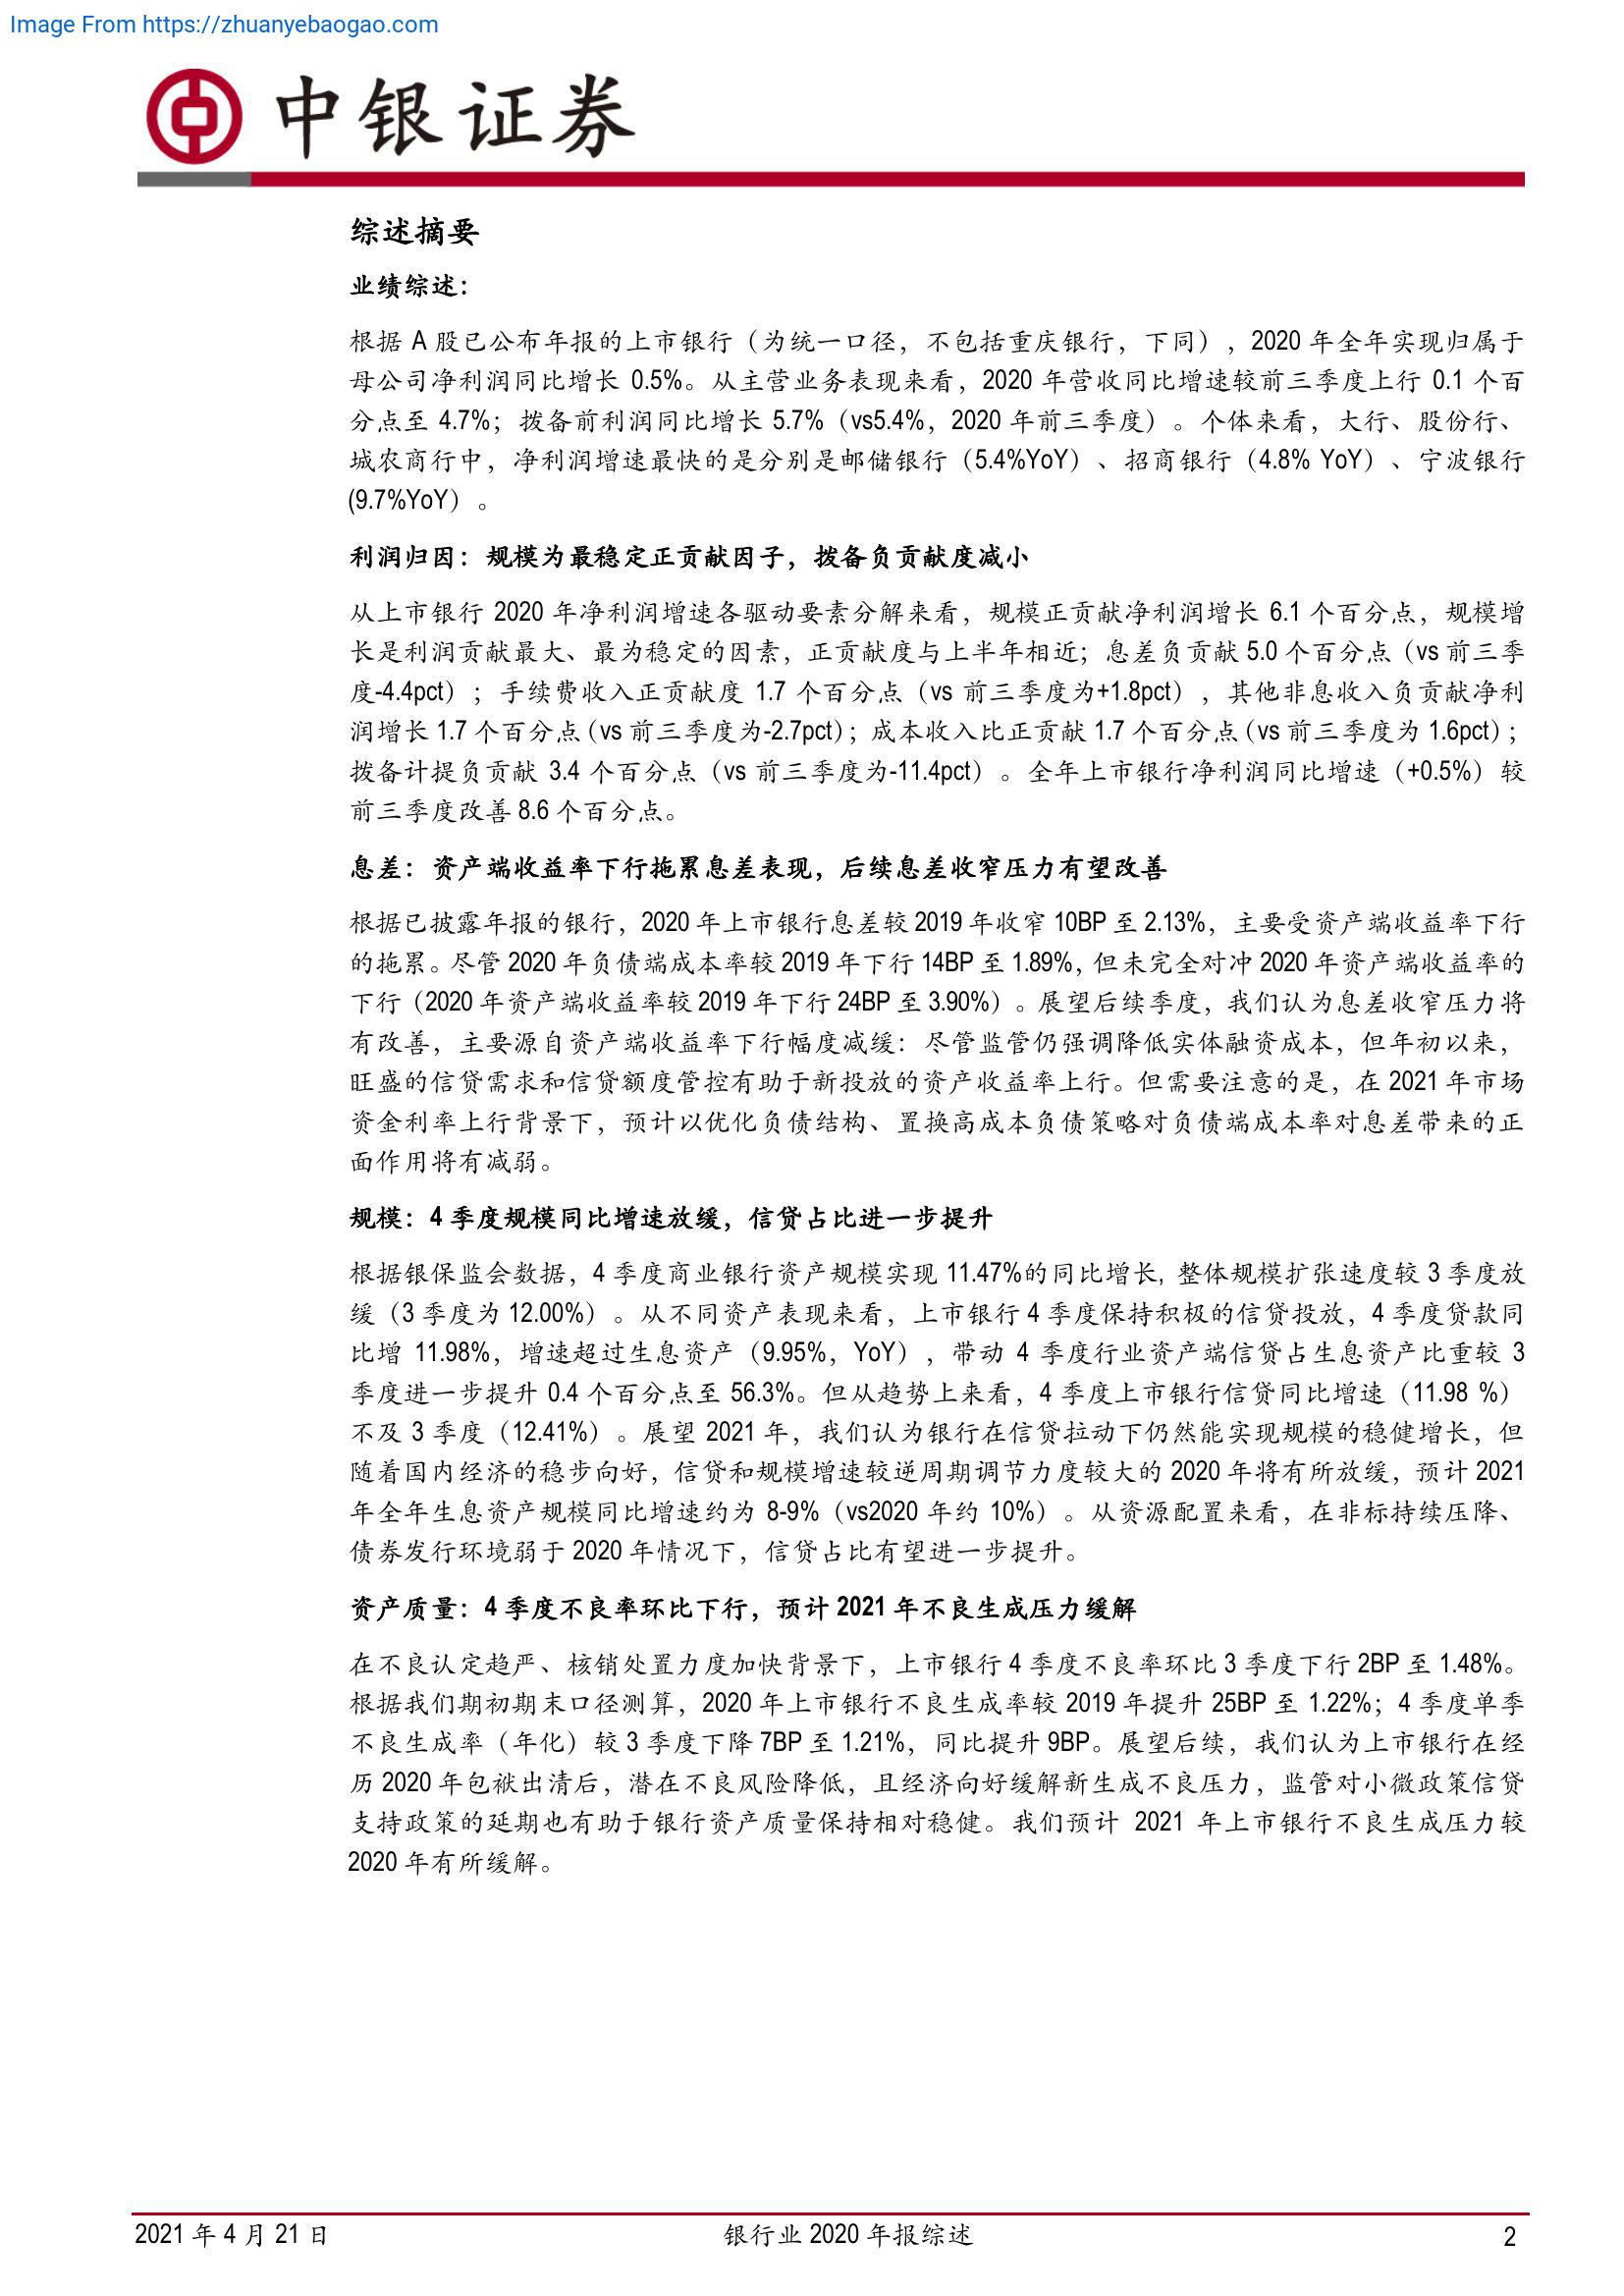 Image From https://zhuanyebaogao.com
中银证券
综述摘要
业绩综述：
根据 A 股已公布年报的上市银行（为统一口径，不包括重庆银行，下同），2020 年全年实现归属于
母公司净利润同比增长 0.5%。从主营业务表现来看，2020 年营收同比增速较前三季度上行 0.1 个百
分点至 4.7%；拨备前利润同比增长 5.7%（vs5.4%，2020 年前三季度）。个体来看，大行、股份行、
城农商行中，净利润增速最快的是分别是邮储银行（5.4%YoY）、招商银行（4.8% YoY）、宁波银行
(9.7%YoY）。
利润归因：规模为最稳定正贡献因子，拨备负贡献度减小
从上市银行 2020 年净利润增速各驱动要素分解来看，规模正贡献净利润增长 6.1 个百分点，规模增
长是利润贡献最大、最为稳定的因素，正贡献度与上半年相近；息差负贡献 5.0 个百分点（vs 前三季
度-4.4pct）；手续费收入正贡献度 1.7 个百分点（vs 前三季度为+1.8pct），其他非息收入负贡献净利
润增长 1.7 个百分点（vs 前三季度为-2.7pct）；成本收入比正贡献 1.7 个百分点（vs 前三季度为 1.6pct）；
拨备计提负贡献 3.4 个百分点（vs 前三季度为-11.4pct）。全年上市银行净利润同比增速（+0.5%）较
前三季度改善 8.6 个百分点。
息差：资产端收益率下行拖累息差表现，后续息差收窄压力有望改善
根据已披露年报的银行，2020 年上市银行息差较 2019 年收窄 10BP 至 2.13%，主要受资产端收益率下行
的拖累。尽管 2020 年负债端成本率较 2019 年下行 14BP 至 1.89%，但未完全对冲 2020 年资产端收益率的
下行（2020 年资产端收益率较 2019 年下行 24BP 至 3.90%）。展望后续季度，我们认为息差收窄压力将
有改善，主要源自资产端收益率下行幅度减缓：尽管监管仍强调降低实体融资成本，但年初以来，
旺盛的信贷需求和信贷额度管控有助于新投放的资产收益率上行。但需要注意的是，在 2021 年市场
资金利率上行背景下，预计以优化负债结构、置换高成本负债策略对负债端成本率对息差带来的正
面作用将有减弱。
规模：4 季度规模同比增速放缓，信贷占比进一步提升
根据银保监会数据，4 季度商业银行资产规模实现 11.47%的同比增长，整体规模扩张速度较 3 季度放
缓（3 季度为 12.00%）。从不同资产表现来看，上市银行 4 季度保持积极的信贷投放，4 季度贷款同
比增 11.98%，增速超过生息资产（9.95%，YoY），带动 4 季度行业资产端信贷占生息资产比重较 3
季度进一步提升 0.4 个百分点至 56.3%。但从趋势上来看，4 季度上市银行信贷同比增速（11.98 %）
不及 3 季度（12.41%）。展望 2021 年，我们认为银行在信贷拉动下仍然能实现规模的稳健增长，但
随着国内经济的稳步向好，信贷和规模增速较逆周期调节力度较大的 2020 年将有所放缓，预计 2021
年全年生息资产规模同比增速约为 8-9%（vs2020 年约 10%）。从资源配置来看，在非标持续压降、
债券发行环境弱于 2020 年情况下，信贷占比有望进一步提升。
资产质量：4 季度不良率环比下行，预计 2021 年不良生成压力缓解
在不良认定趋严、核销处置力度加快背景下，上市银行 4 季度不良率环比 3 季度下行 2BP 至 1.48%。
根据我们期初期末口径测算，2020 年上市银行不良生成率较 2019 年提升 25BP 至 1.22%；4 季度单季
不良生成率（年化）较 3 季度下降 7BP 至 1.21%，同比提升 9BP。展望后续，我们认为上市银行在经
历 2020 年包袱出清后，潜在不良风险降低，且经济向好缓解新生成不良压力，监管对小微政策信贷
支持政策的延期也有助于银行资产质量保持相对稳健。我们预计 2021 年上市银行不良生成压力较
2020 年有所缓解。
2021 年 4 月 21 日
银行业 2020 年报综述
2